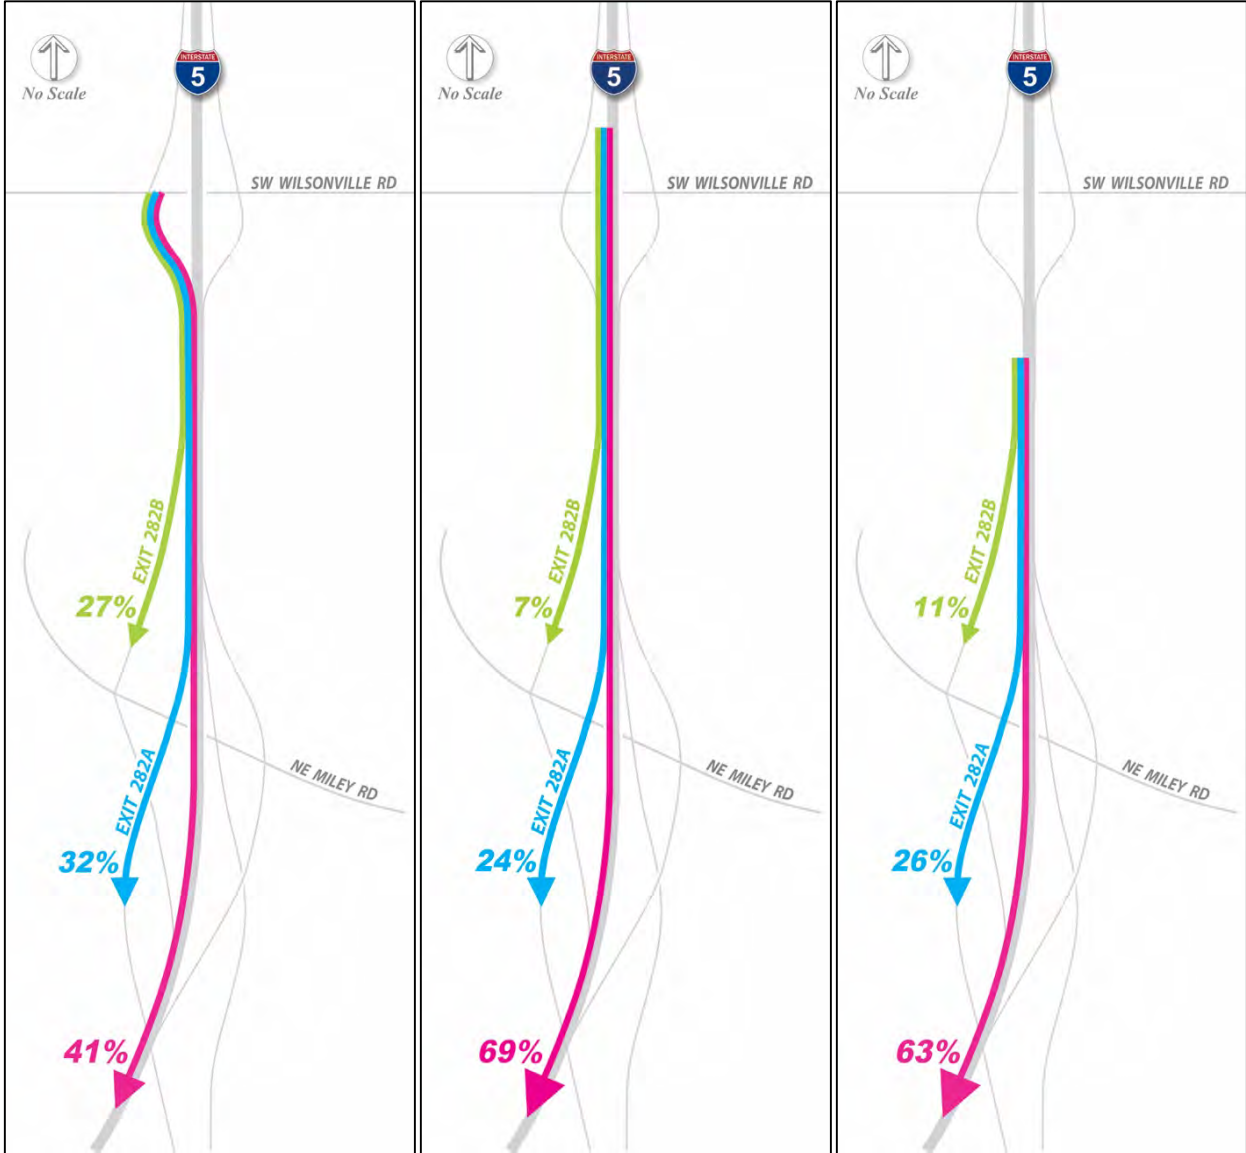 INTERSTATE
5
No Scale
SW WILSONVILLE RD
EXIT 282B
27%
EXIT 282A
NE MILEY RD
32%
41%
INTERSTATE
5
No Scale
SW WILSONVILLE RD
EXIT 282B
7%
EXIT 282A
NE MILEY RD
24%
69%
INTERSTATE
5
No Scale
SW WILSONVILLE RD
EXIT 282B
11%
EXIT 282A
NE MILEY RD
26%
63%